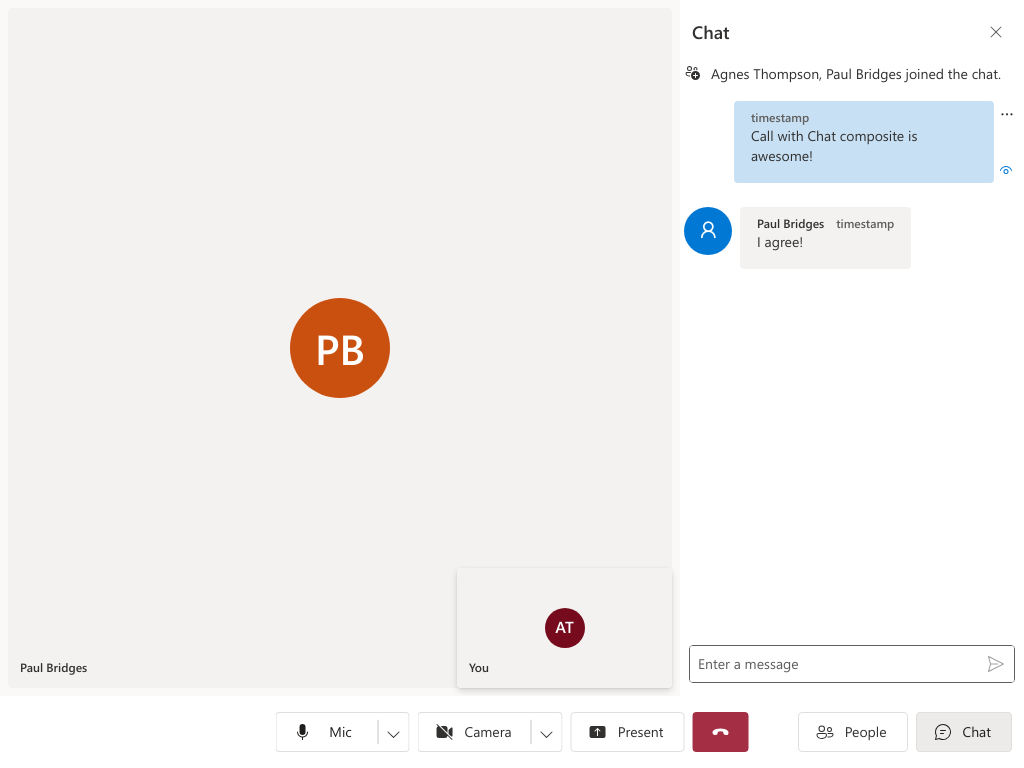 Chat
Agnes Thompson, Paul Bridges joined the chat.
timestamp
Call with Chat composite is
awesome!
Paul Bridges timestamp
I agree!
PB
AT
Paul Bridges
You
Enter a message
Mic
Camera
Present
People
Chat